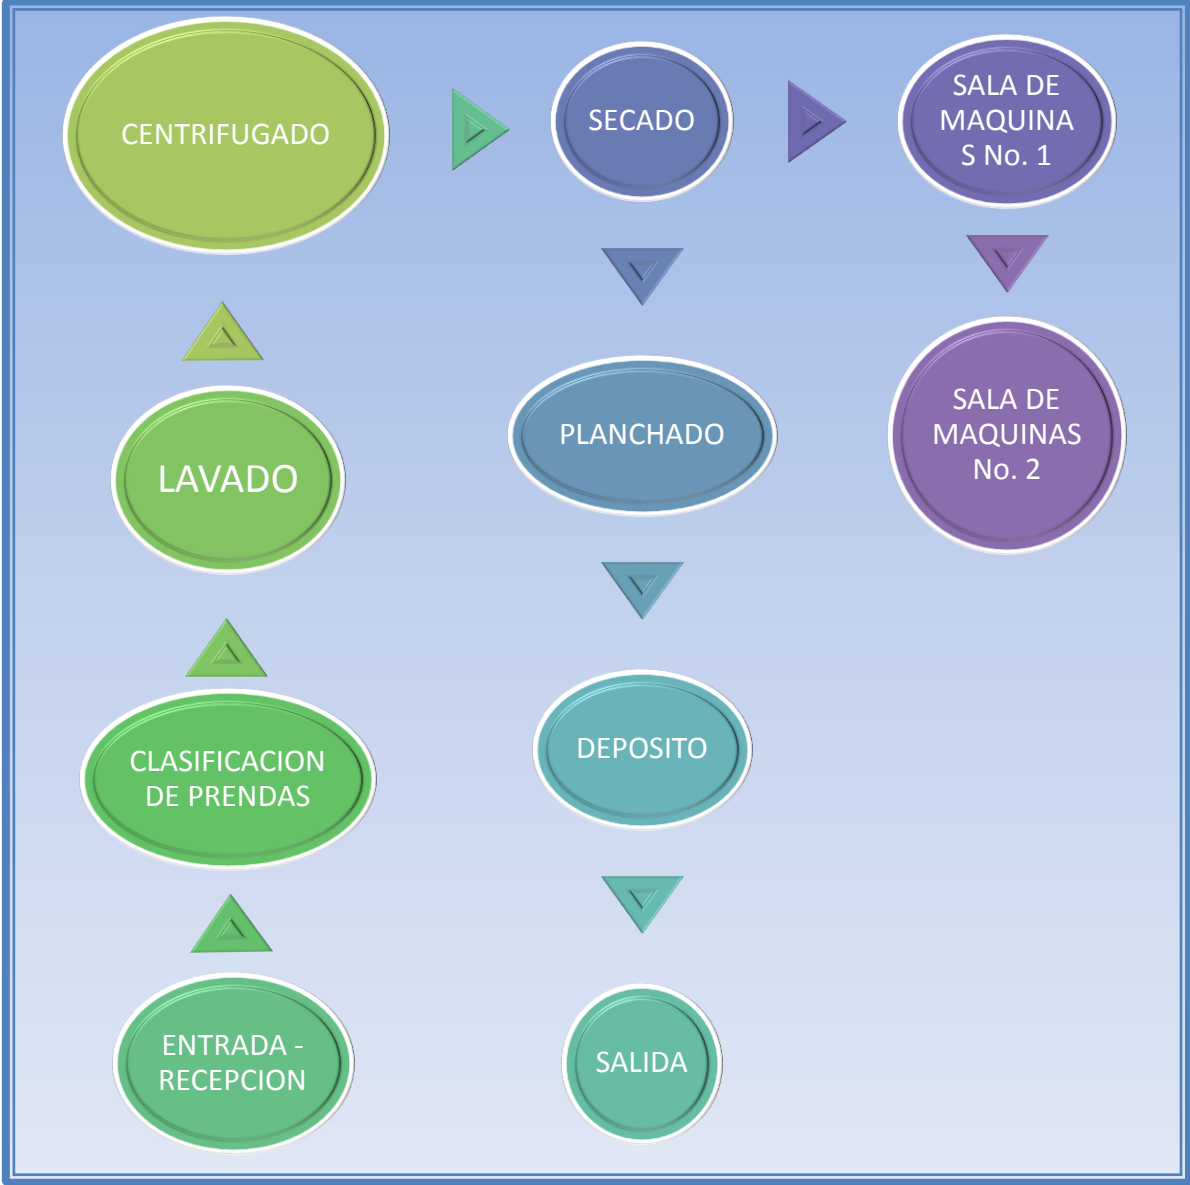 CENTRIFUGADO
SECADO
SALA DE
MAQUINA
S No. 1
LAVADO
PLANCHADO
SALA DE
MAQUINAS
No. 2
CLASIFICACION
DE PRENDAS
DEPOSITO
ENTRADA -
RECEPCION
SALIDA